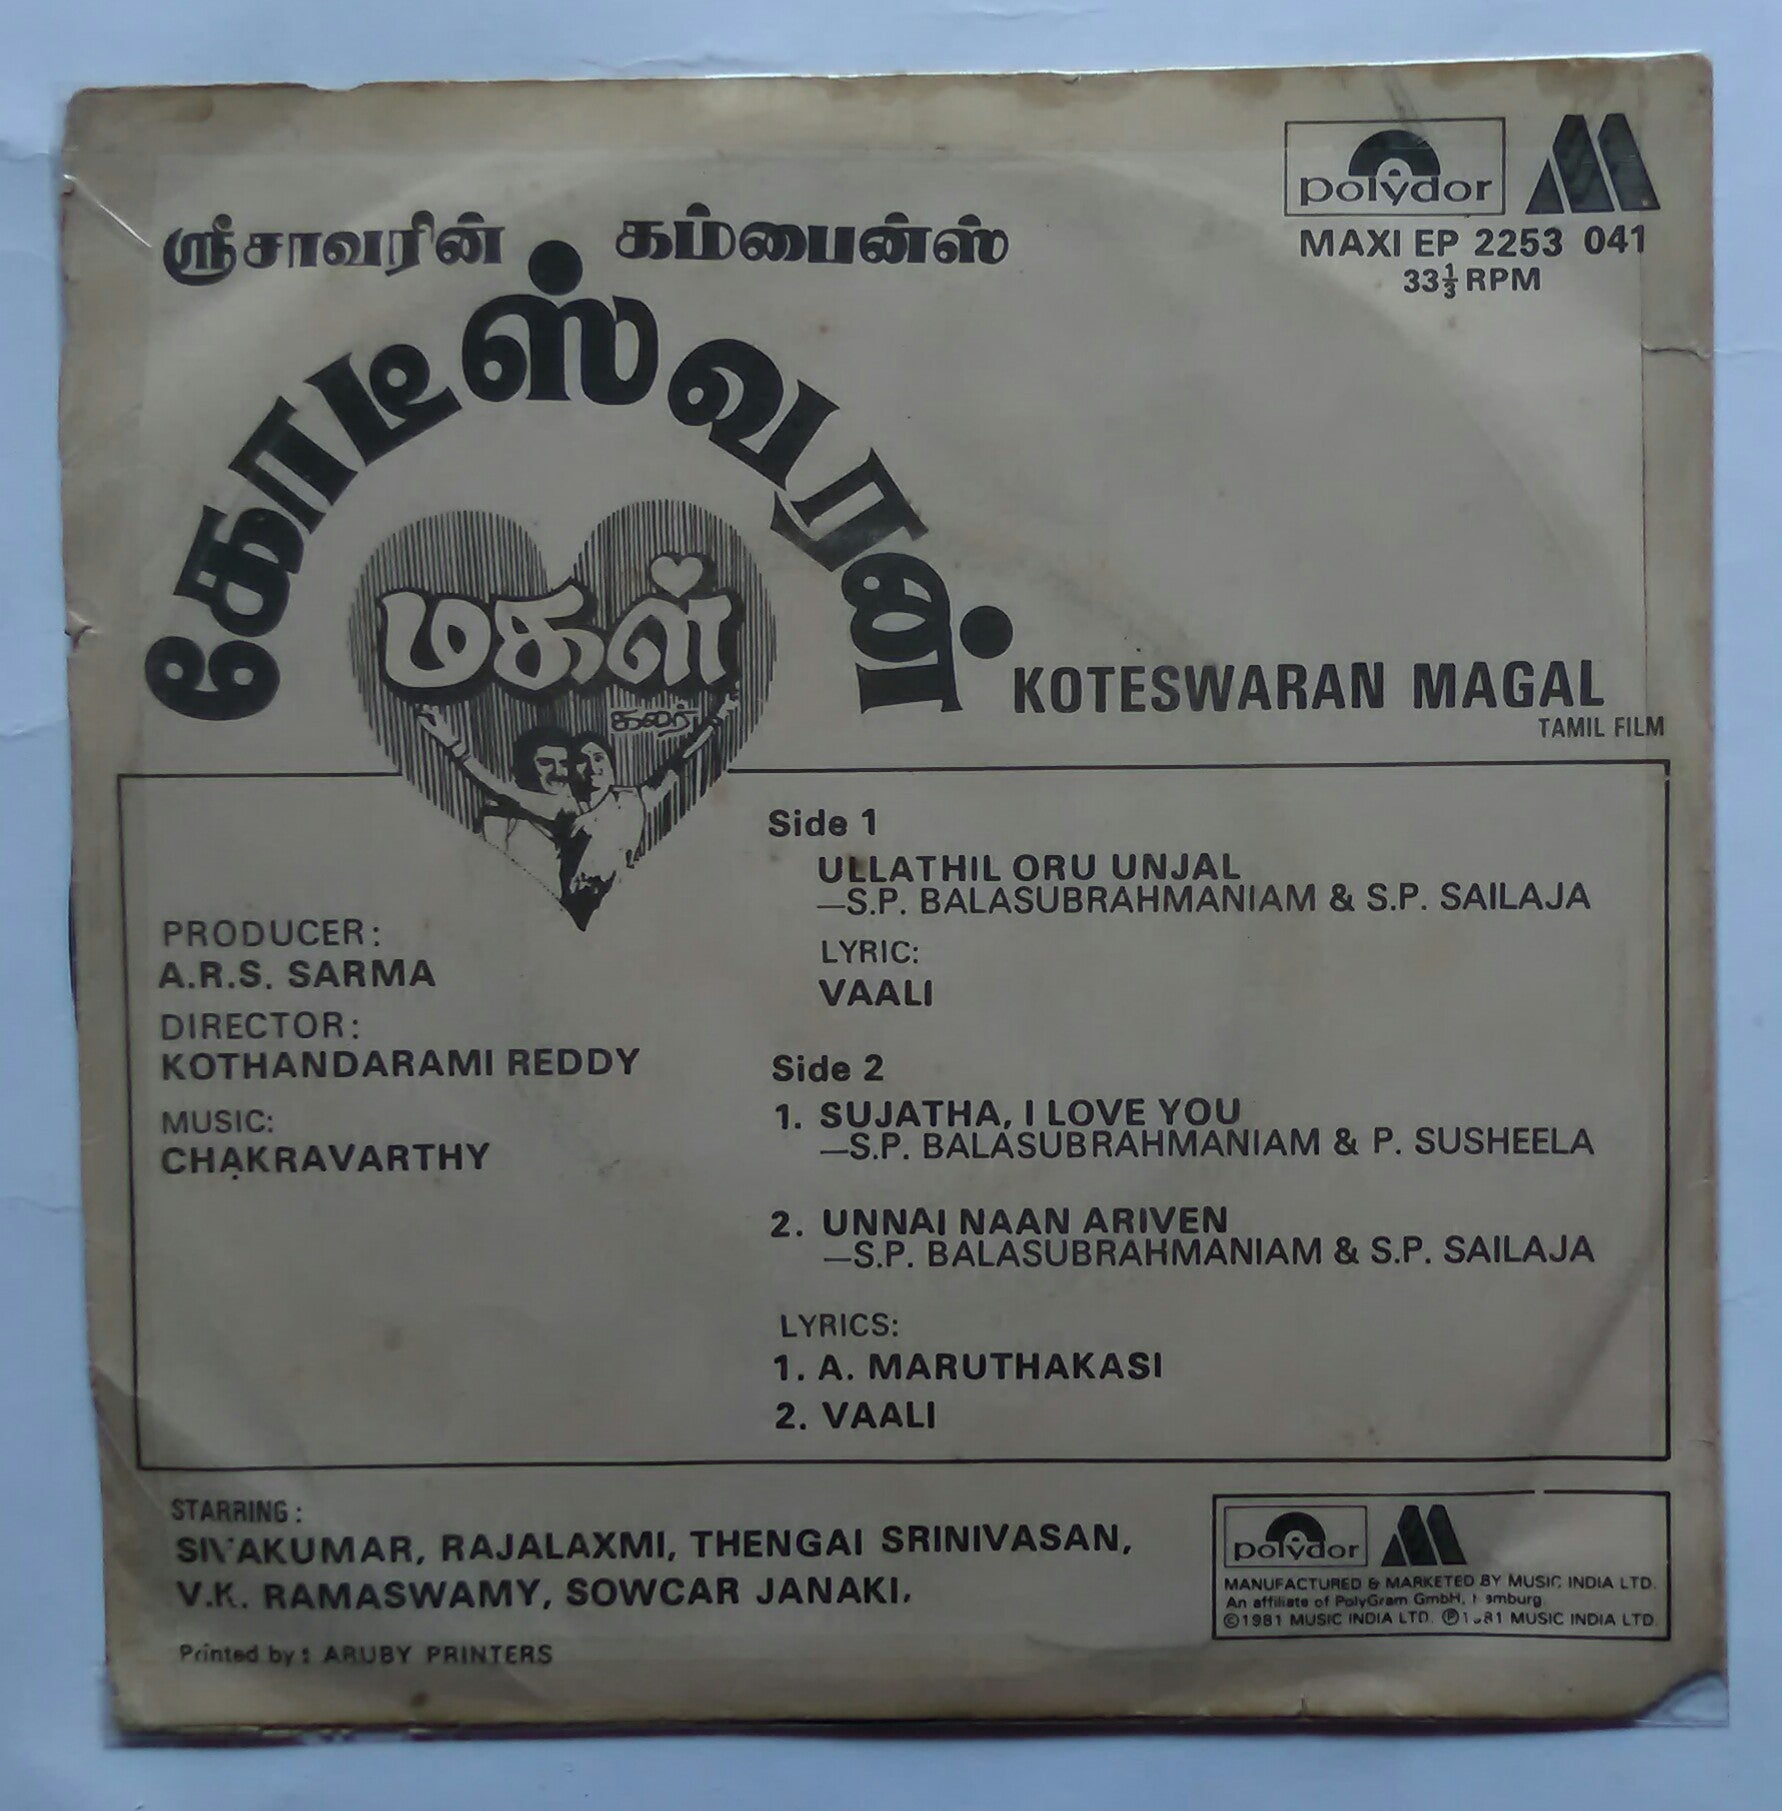 ஸ்ரீசாவரின் கம்பைன்ஸ்
polydor
MAXI EP 2253 041
33⅓ RPM
கோடீஸ்வரன்
மகள்
கலர்
KOTESWARAN MAGAL
TAMIL FILM
PRODUCER:
A.R.S. SARMA
DIRECTOR:
KOTHANDARAMI REDDY
MUSIC:
CHAKRAVARTHY
Side 1
ULLATHIL ORU UNJAL
—S.P. BALASUBRAHMANIAM & S.P. SAILAJA
LYRIC:
VAALI
Side 2
1. SUJATHA, I LOVE YOU
—S.P. BALASUBRAHMANIAM & P. SUSHEELA
2. UNNAI NAAN ARIVEN
—S.P. BALASUBRAHMANIAM & S.P. SAILAJA
LYRICS:
1. A. MARUTHAKASI
2. VAALI
STARRING:
SIVAKUMAR, RAJALAXMI, THENGAI SRINIVASAN,
V.K. RAMASWAMY, SOWCAR JANAKI.
Printed by : ARUBY PRINTERS
polydor
MANUFACTURED & MARKETED BY MUSIC INDIA LTD.
An affiliate of PolyGram GmbH, Hamburg
©1981 MUSIC INDIA LTD. ℗1981 MUSIC INDIA LTD.